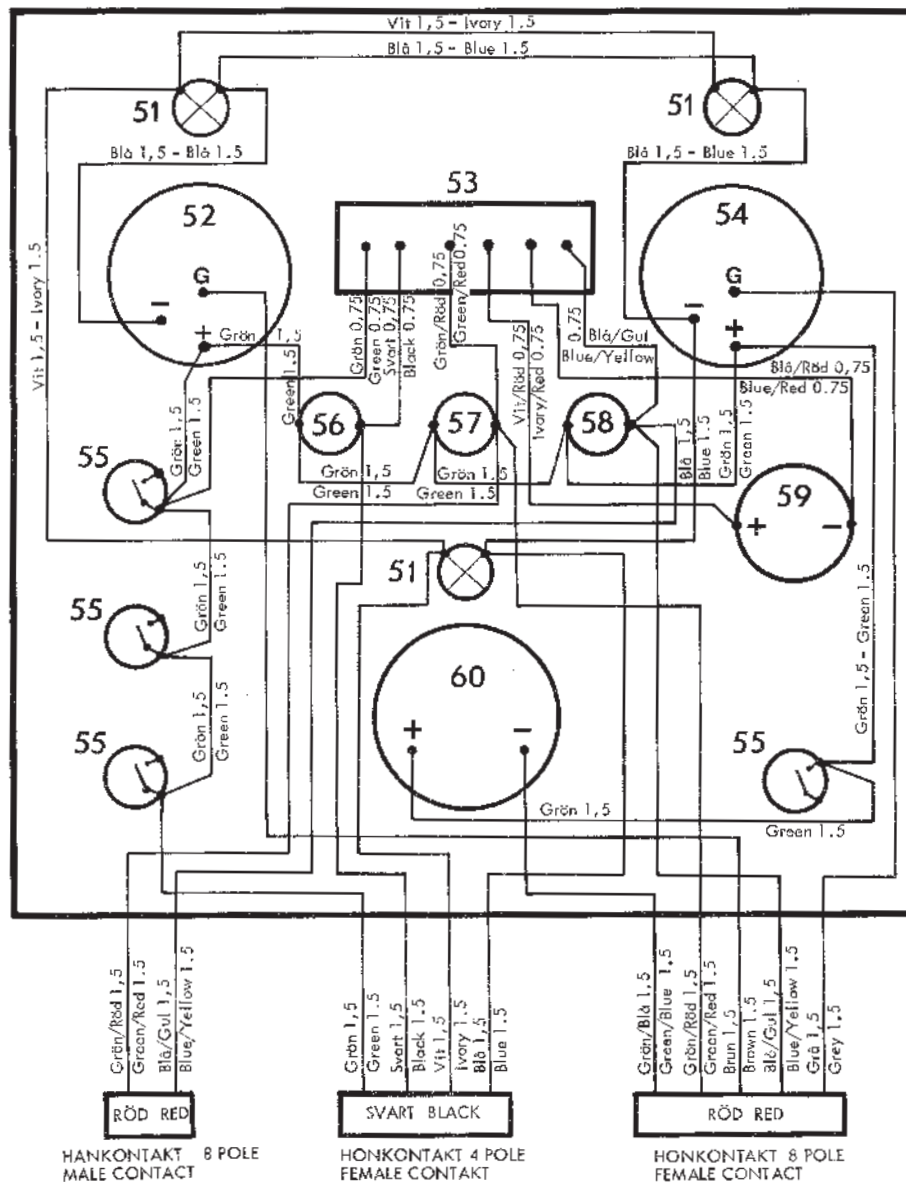 Vit 1,5 - Ivory 1.5
Blå 1,5 - Blue 1.5
51
51
Blå 1,5 - Blå 1.5
Blå 1,5 - Blue 1.5
53
52
54
G
G
-
+
-
+
Vit 1,5 - Ivory 1.5
Grön 1,5
Green 1.5
Grön 0,75
Green 0.75
Svart 0,75
Black 0.75
Grön/Röd 0,75
Green/Red 0.75
Vit/Röd 0,75
Ivory/Red 0.75
0.75
Blå/Gul
Blue/Yellow
Blå/Röd 0,75
Blue/Red 0.75
Grön 1.5
Green 1.5
56
57
58
Blå 1,5
Blue 1.5
Grön 1,5
Green 1.5
55
Grön 1,5
Green 1.5
Grön 1.5
Green 1.5
59
+
-
51
Grön 1,5
Green 1.5
55
60
+
-
Grön 1,5 - Green 1.5
Grön 1,5
Green 1.5
55
55
Grön 1,5
Green 1.5
Grön/Röd 1,5
Green/Red 1.5
Blå/Gul 1,5
Blue/Yellow 1.5
Grön 1,5
Green 1.5
Svart 1,5
Black 1.5
Vit 1,5
Ivory 1.5
Blå 1,5
Blue 1.5
Grön/Blå 1,5
Green/Blue 1.5
Grön/Röd 1,5
Green/Red 1.5
Brun 1,5
Brown 1.5
Blå/Gul 1,5
Blue/Yellow 1.5
Grå 1,5
Grey 1.5
RÖD RED
SVART BLACK
RÖD RED
HANKONTAKT 8 POLE
MALE CONTACT
HONKONTAKT 4 POLE
FEMALE CONTAKT
HONKONTAKT 8 POLE
FEMALE CONTACT